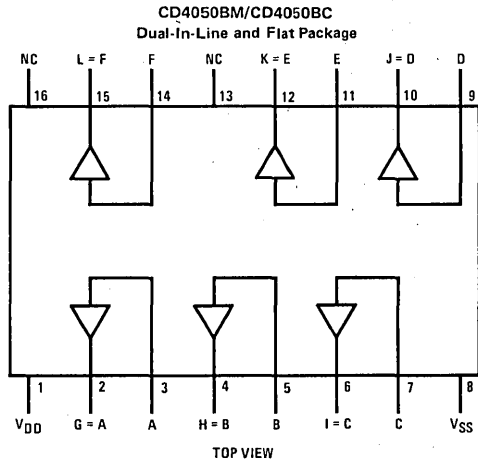 CD4050BM/CD4050BC
Dual-In-Line and Flat Package
NC L = F F NC K = E E J = D D
16 15 14 13 12 11 10 9
1 2 3 4 5 6 7 8
VDD G = A A H = B B I = C C VSS
TOP VIEW